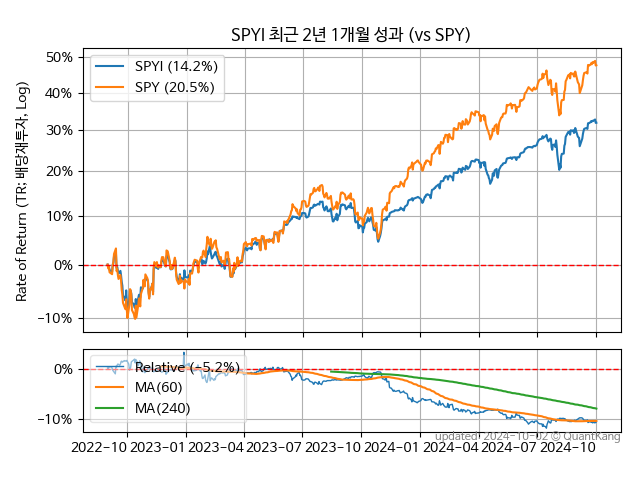 SPYI 최근 2년 1개월 성과 (vs SPY)
Rate of Return (TR; 배당재투자, Log)
50%
40%
30%
20%
10%
0%
−10%
SPYI (14.2%)
SPY (20.5%)
0%
−10%
Relative (−5.2%)
MA(60)
MA(240)
updated: 2024-10-02 © QuantKang
2022−10 2023−01 2023−04 2023−07 2023−10 2024−01 2024−04 2024−07 2024−10